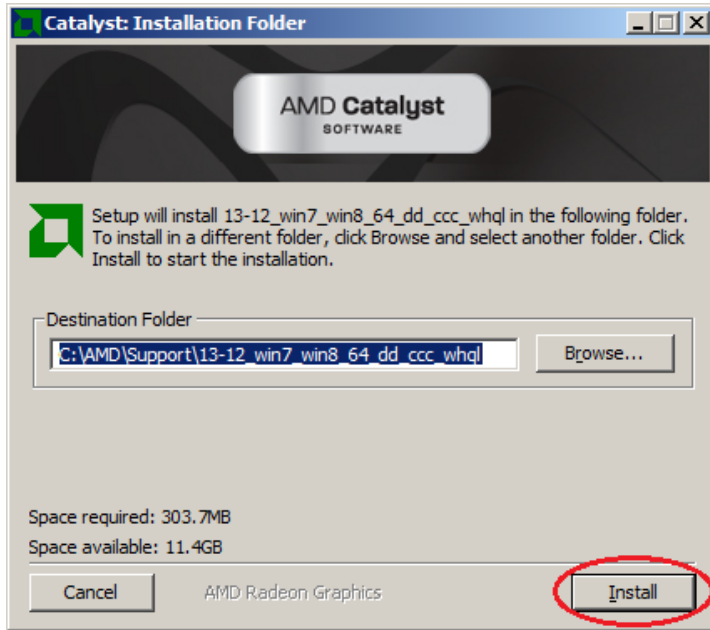 Catalyst: Installation Folder
AMD Catalyst
SOFTWARE
Setup will install 13-12_win7_win8_64_dd_ccc_whql in the following folder.
To install in a different folder, click Browse and select another folder. Click
Install to start the installation.
Destination Folder
C:\AMD\Support\13-12_win7_win8_64_dd_ccc_whql
Browse...
Space required: 303.7MB
Space available: 11.4GB
Cancel
AMD Radeon Graphics
Install